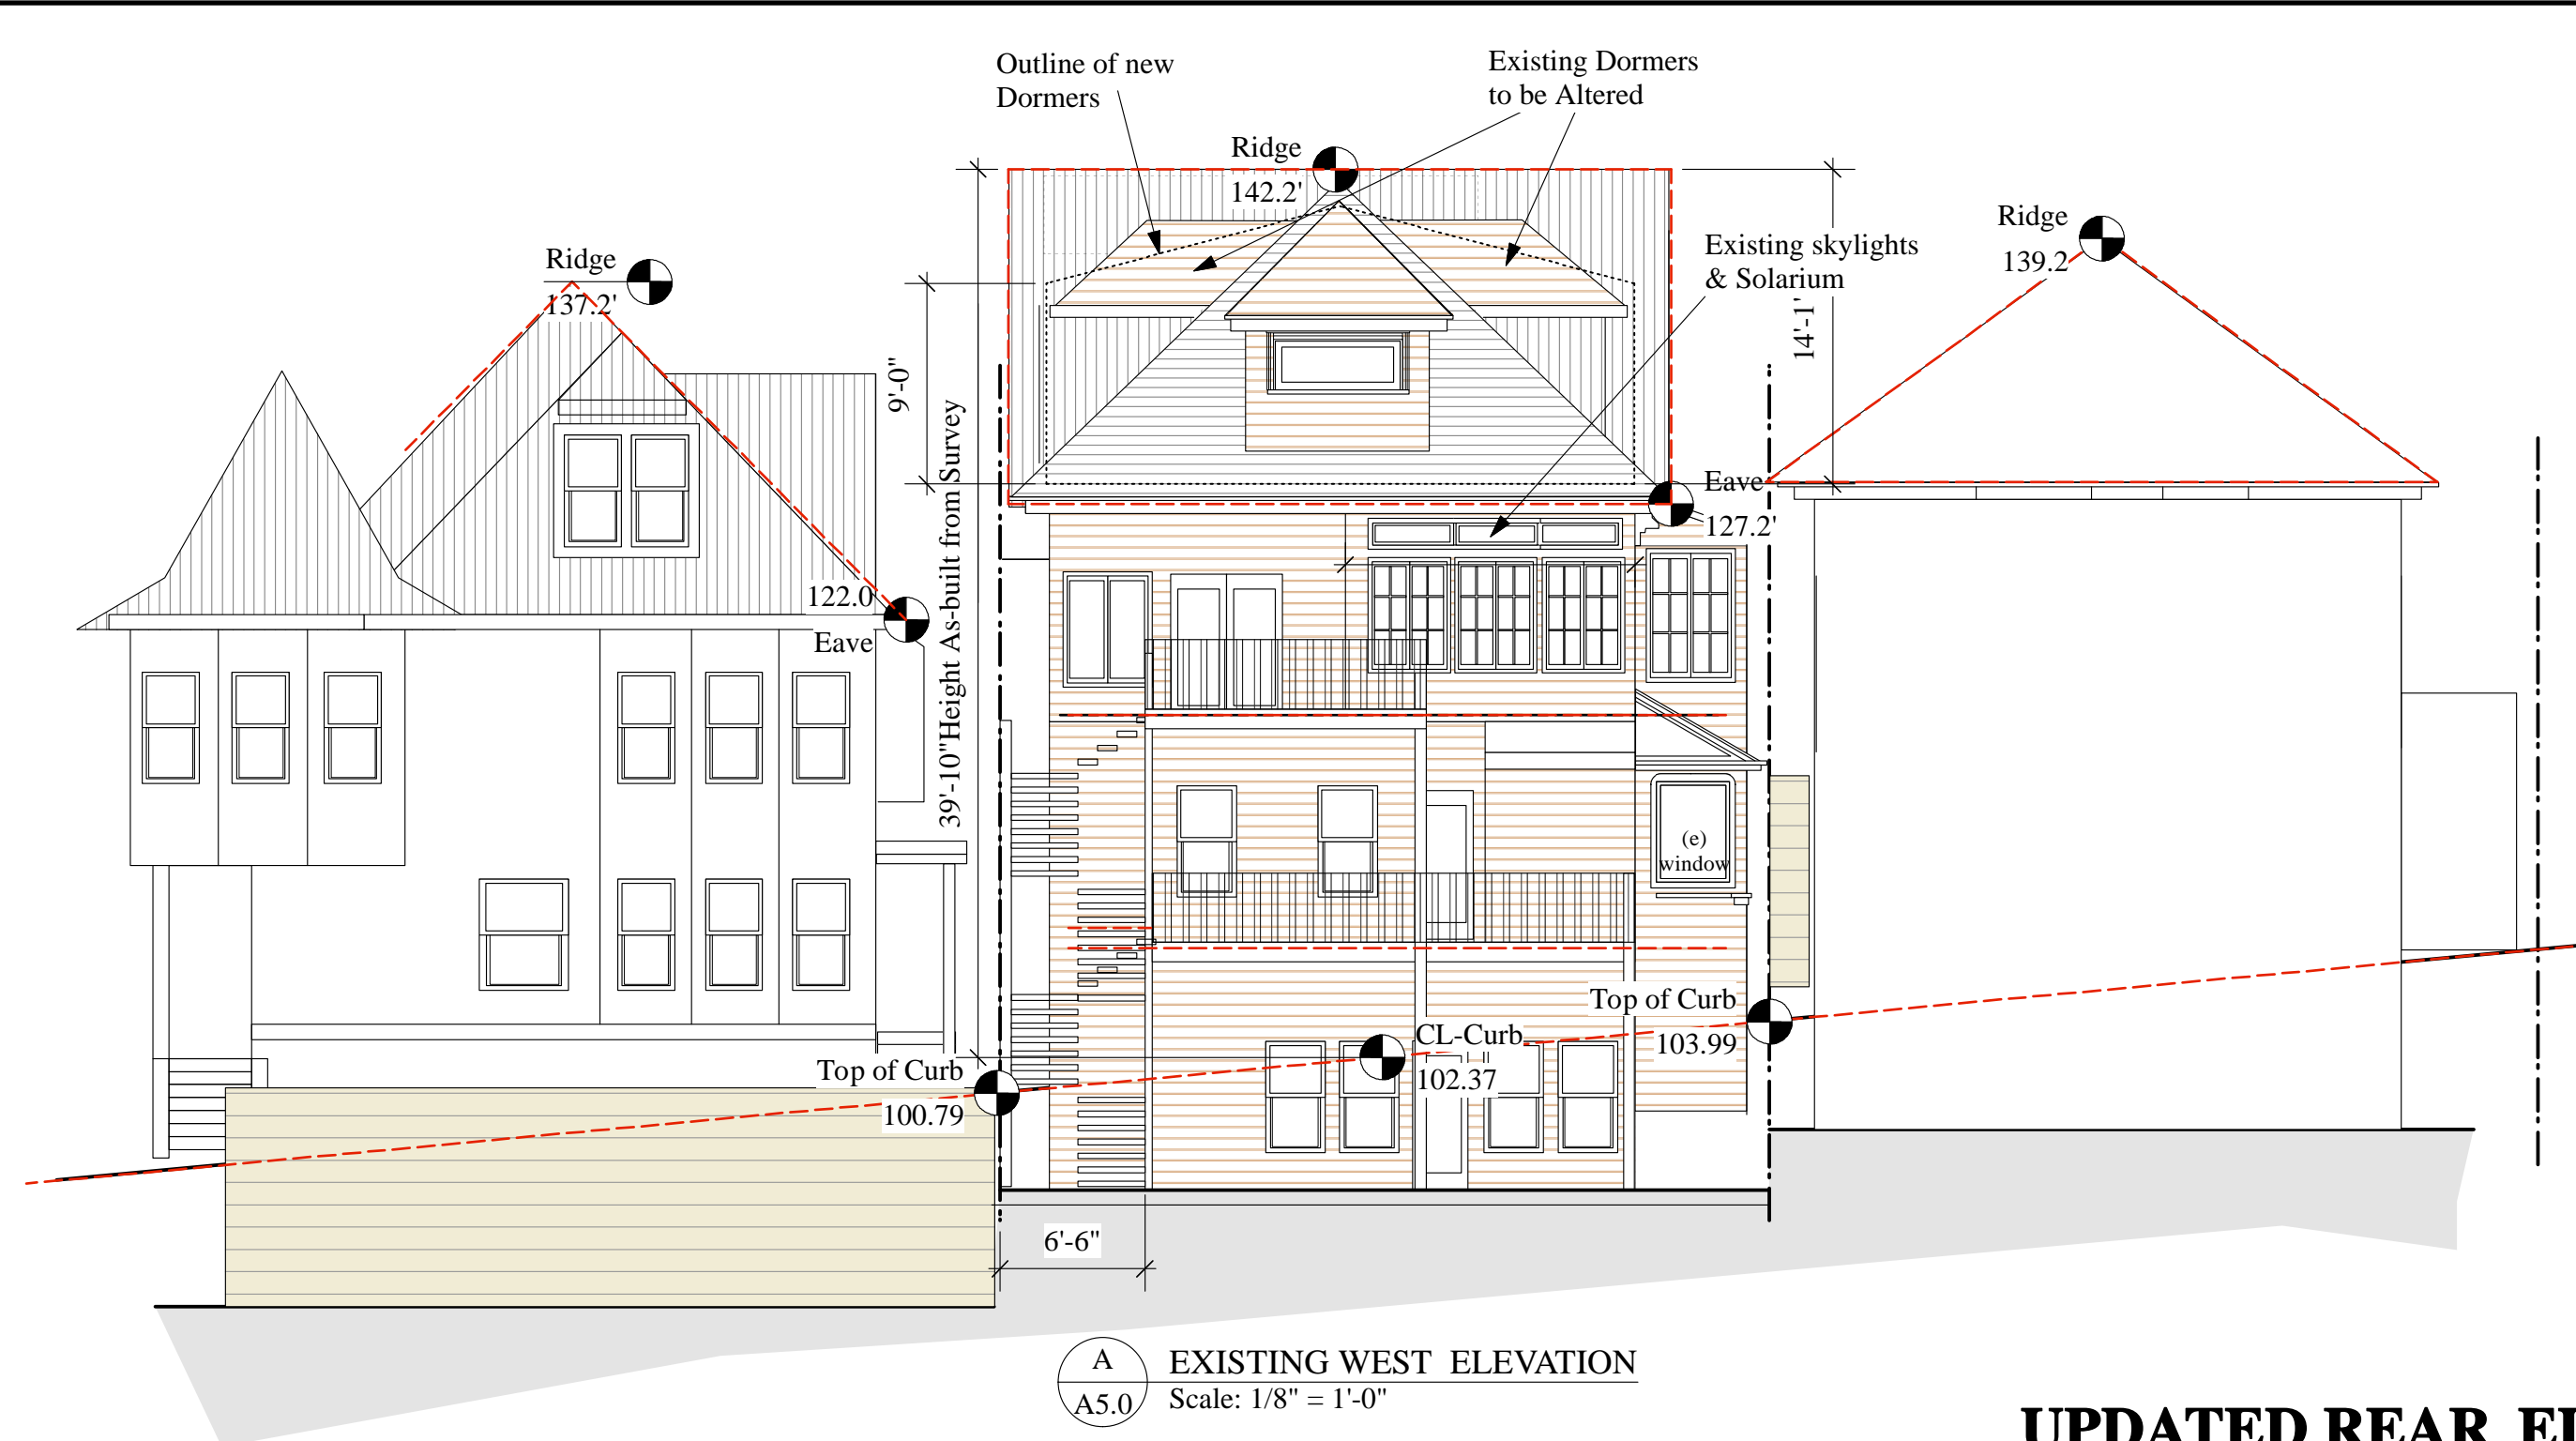 Outline of new
Dormers
Existing Dormers
to be Altered
Ridge
142.2'
Ridge
139.2
Existing skylights
& Solarium
Ridge
137.2'
14'-1"
9'-0"
39'-10"Height As-built from Survey
Eave
127.2'
122.0
Eave
(e)
window
Top of Curb
103.99
CL-Curb
102.37
Top of Curb
100.79
6'-6"
A
A5.0
EXISTING WEST ELEVATION
Scale: 1/8" = 1'-0"
UPDATED REAR